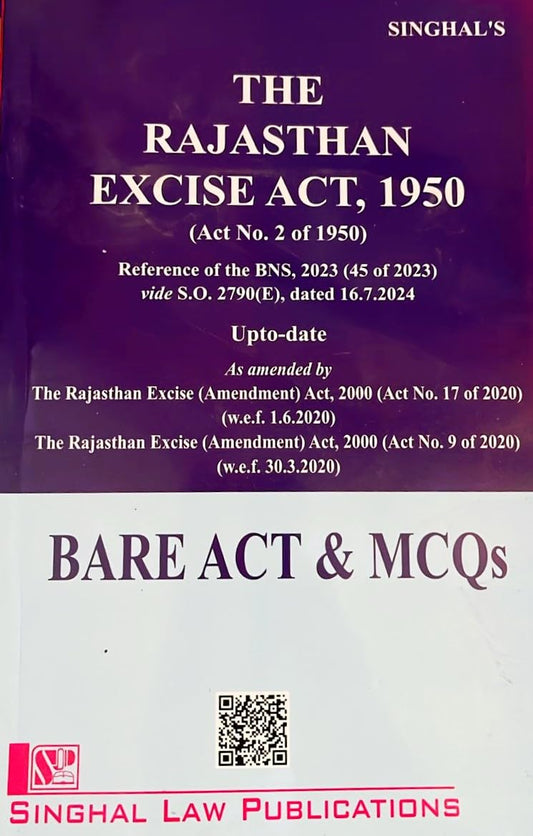 SINGHAL'S
THE
RAJASTHAN
EXCISE ACT, 1950
(Act No. 2 of 1950)
Reference of the BNS, 2023 (45 of 2023)
vide S.O. 2790(E), dated 16.7.2024
Upto-date
As amended by
The Rajasthan Excise (Amendment) Act, 2000 (Act No. 17 of 2020)
(w.e.f. 1.6.2020)
The Rajasthan Excise (Amendment) Act, 2000 (Act No. 9 of 2020)
(w.e.f. 30.3.2020)
BARE ACT & MCQs
SLP
SINGHAL LAW PUBLICATIONS